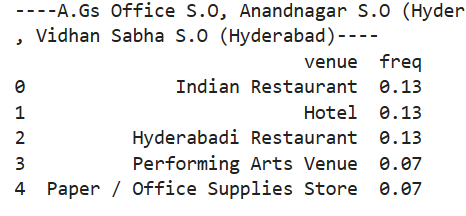 ----A.Gs Office S.O, Anandnagar S.O (Hyder
, Vidhan Sabha S.O (Hyderabad)----
venue freq
0 Indian Restaurant 0.13
1 Hotel 0.13
2 Hyderabadi Restaurant 0.13
3 Performing Arts Venue 0.07
4 Paper / Office Supplies Store 0.07